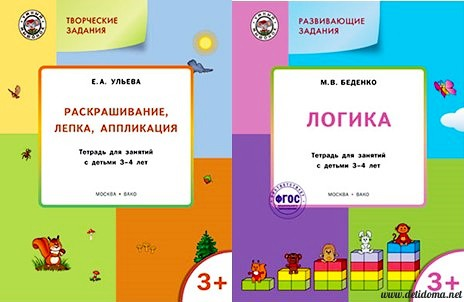 ТВОРЧЕСКИЕ
ЗАДАНИЯ
Е.А. УЛЬЕВА
РАСКРАШИВАНИЕ,
ЛЕПКА, АППЛИКАЦИЯ
Тетрадь для занятий
с детьми 3–4 лет
МОСКВА • ВАКО
3+
РАЗВИВАЮЩИЕ
ЗАДАНИЯ
М.В. БЕДЕНКО
ЛОГИКА
Тетрадь для занятий
с детьми 3–4 лет
МОСКВА • ВАКО
ФГОС
3+
www.detidoma.net